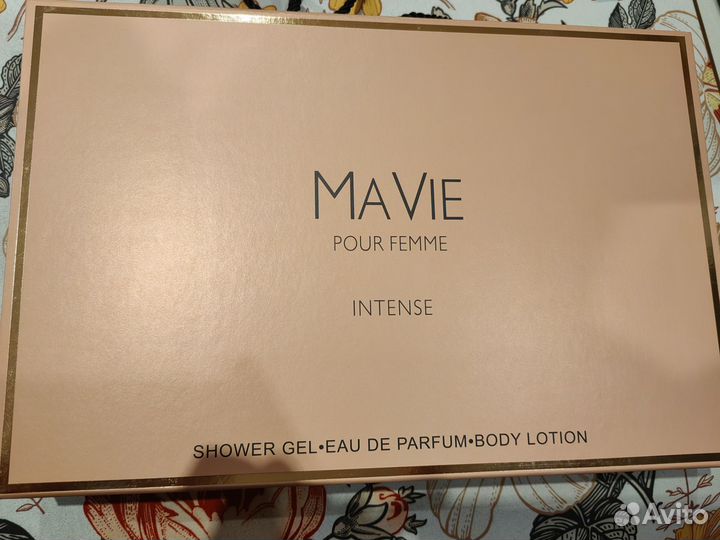 MAVIE
POUR FEMME
INTENSE
SHOWER GEL•EAU DE PARFUM•BODY LOTION
Avito